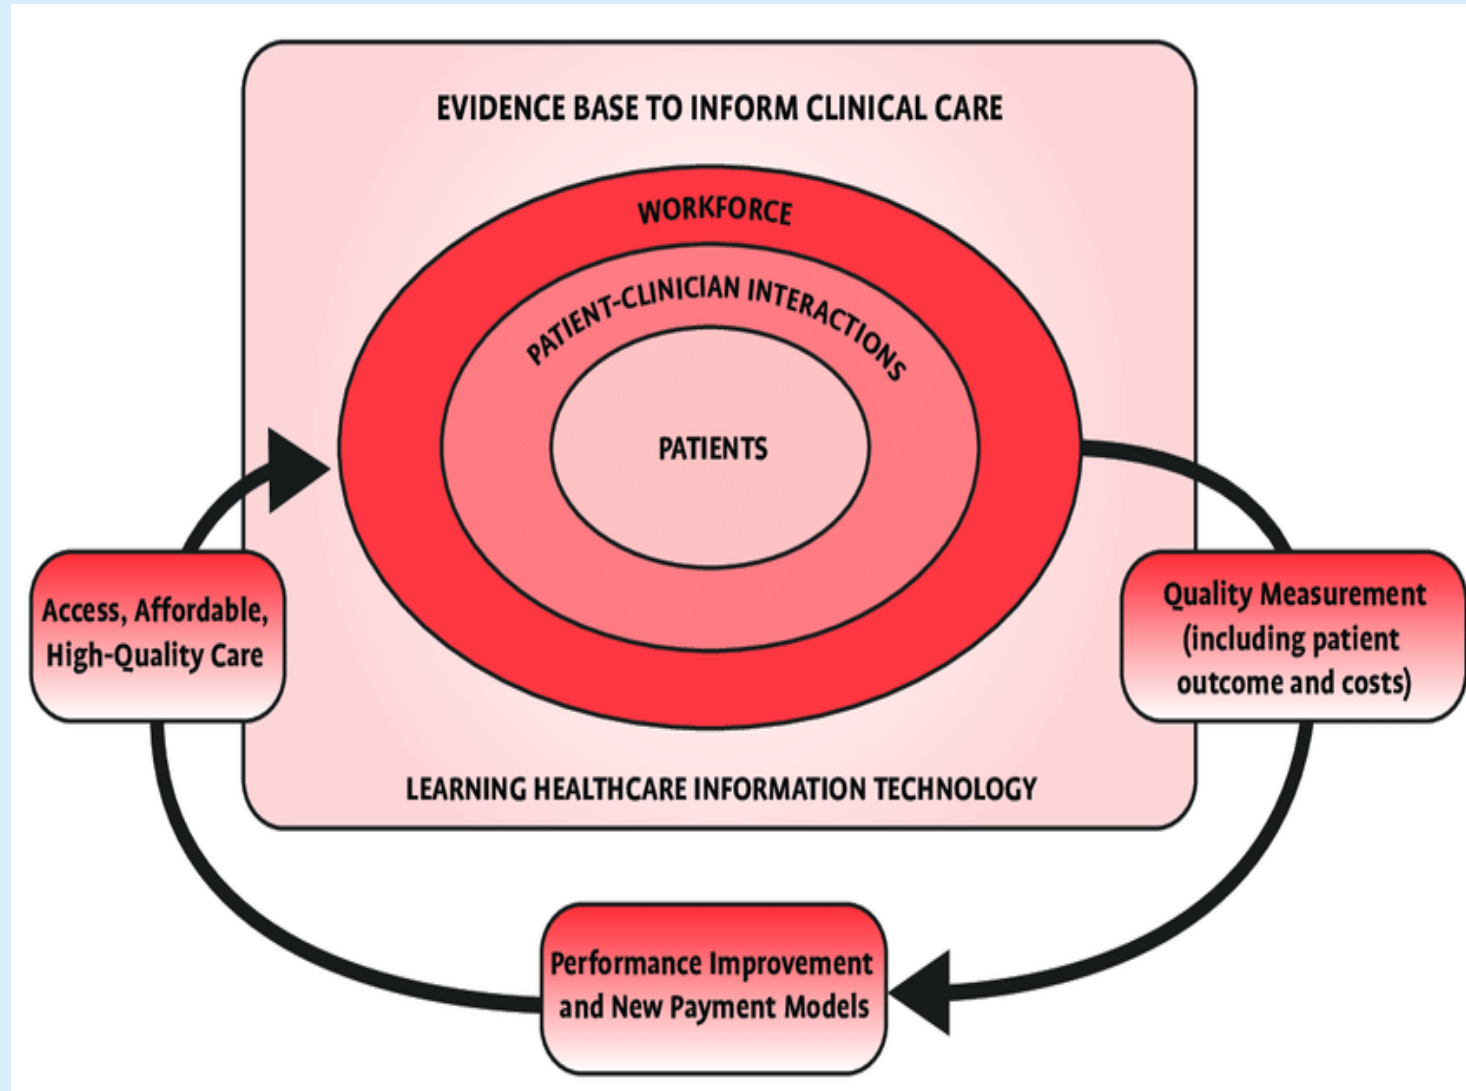 EVIDENCE BASE TO INFORM CLINICAL CARE
WORKFORCE
PATIENT-CLINICIAN INTERACTIONS
PATIENTS
Access, Affordable,
High-Quality Care
Quality Measurement
(including patient
outcome and costs)
LEARNING HEALTHCARE INFORMATION TECHNOLOGY
Performance Improvement
and New Payment Models